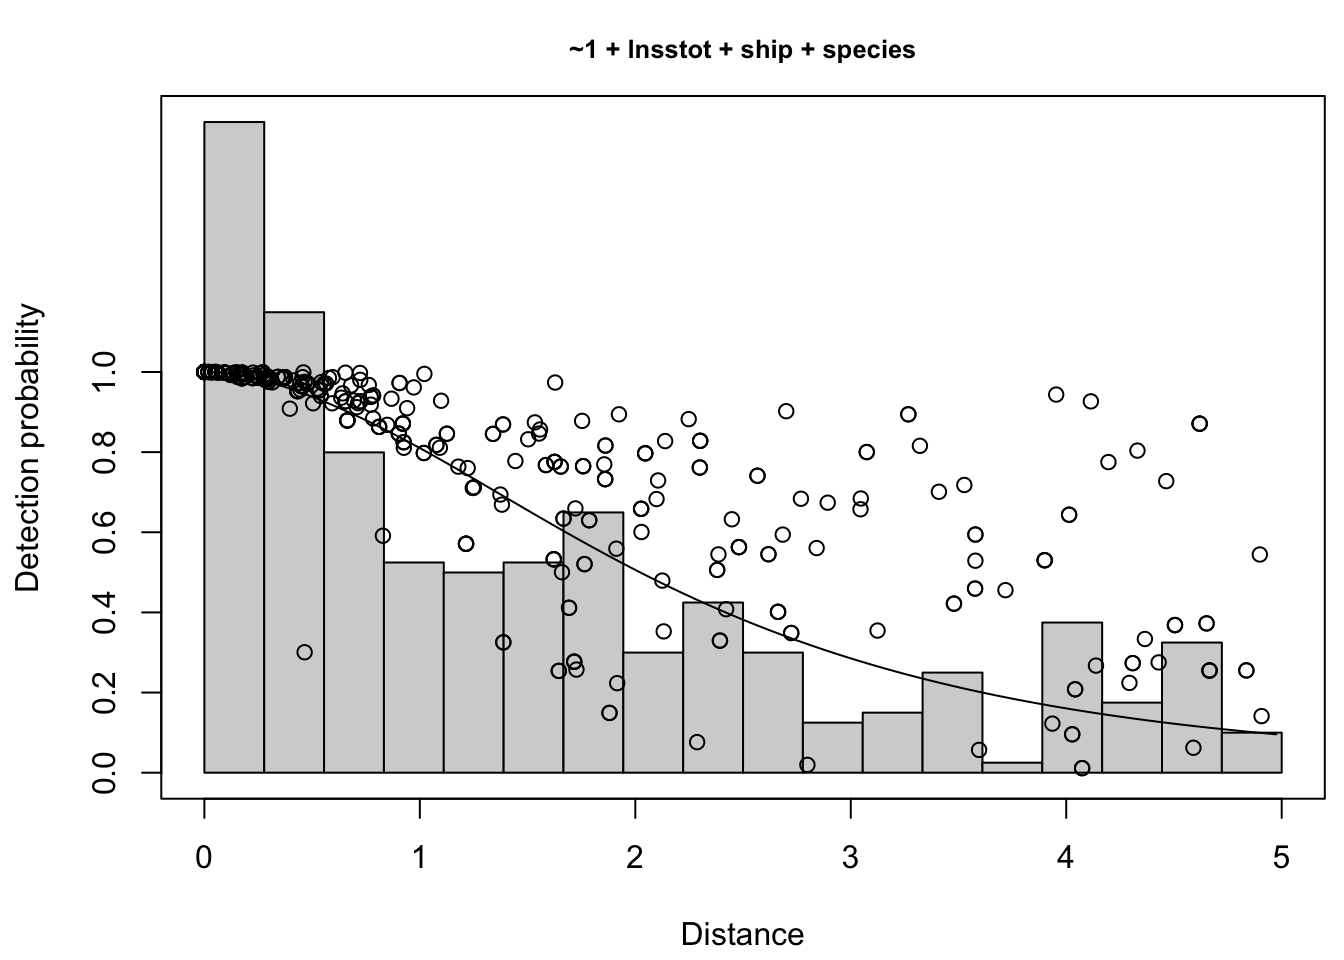 ~1 + lnsstot + ship + species
Detection probability
1.0
0.8
0.6
0.4
0.2
0.0
0 1 2 3 4 5
Distance